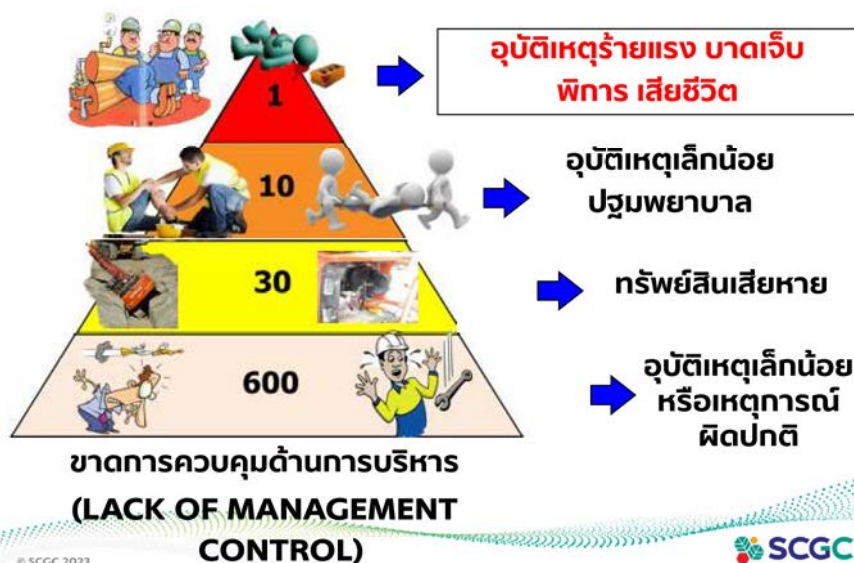 1
อุบัติเหตุร้ายแรง บาดเจ็บ
พิการ เสียชีวิต
10
อุบัติเหตุเล็กน้อย
ปฐมพยาบาล
30
ทรัพย์สินเสียหาย
600
อุบัติเหตุเล็กน้อย
หรือเหตุการณ์
ผิดปกติ
ขาดการควบคุมด้านการบริหาร
(LACK OF MANAGEMENT
CONTROL)
© SCGC 2023
SCGC